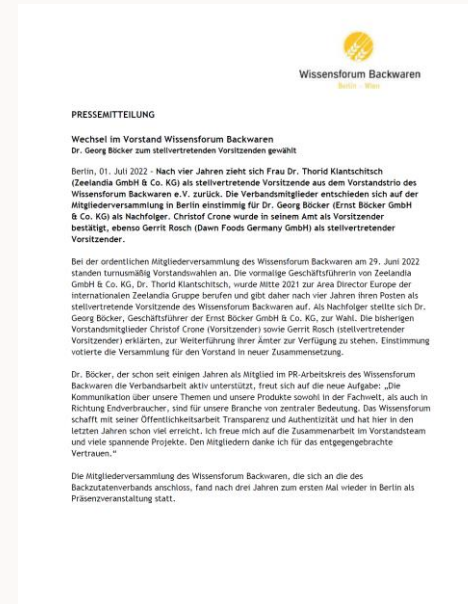 Wissensforum Backwaren
Berlin - Wien
PRESSEMITTEILUNG
Wechsel im Vorstand Wissensforum Backwaren
Dr. Georg Böcker zum stellvertretenden Vorsitzenden gewählt
Berlin, 01. Juli 2022 - Nach vier Jahren zieht sich Frau Dr. Thorid Klantschitsch
(Zeelandia GmbH & Co. KG) als stellvertretende Vorsitzende aus dem Vorstandstrio des
Wissensforum Backwaren e.V. zurück. Die Verbandsmitglieder entschieden sich auf der
Mitgliederversammlung in Berlin einstimmig für Dr. Georg Böcker (Ernst Böcker GmbH
& Co. KG) als Nachfolger. Christof Crone wurde in seinem Amt als Vorsitzender
bestätigt, ebenso Gerrit Rosch (Dawn Foods Germany GmbH) als stellvertretender
Vorsitzender.
Bei der ordentlichen Mitgliederversammlung des Wissensforum Backwaren am 29. Juni 2022
standen turnusmäßig Vorstandswahlen an. Die vormalige Geschäftsführerin von Zeelandia
GmbH & Co. KG, Dr. Thorid Klantschitsch, wurde Mitte 2021 zur Area Director Europe der
internationalen Zeelandia Gruppe berufen und gibt daher nach vier Jahren ihren Posten als
stellvertretende Vorsitzende des Wissensforum Backwaren auf. Als Nachfolger stellte sich Dr.
Georg Böcker, Geschäftsführer der Ernst Böcker GmbH & Co. KG, zur Wahl. Die bisherigen
Vorstandsmitglieder Christof Crone (Vorsitzender) sowie Gerrit Rosch (stellvertretender
Vorsitzender) erklärten, zur Weiterführung ihrer Ämter zur Verfügung zu stehen. Einstimmung
votierte die Versammlung für den Vorstand in neuer Zusammensetzung.
Dr. Böcker, der schon seit einigen Jahren als Mitglied im PR-Arbeitskreis des Wissensforum
Backwaren die Verbandsarbeit aktiv unterstützt, freut sich auf die neue Aufgabe: „Die
Kommunikation über unsere Themen und unsere Produkte sowohl in der Fachwelt, als auch in
Richtung Endverbraucher, sind für unsere Branche von zentraler Bedeutung. Das Wissensforum
schafft mit seiner Öffentlichkeitsarbeit Transparenz und Authentizität und hat hier in den
letzten Jahren schon viel erreicht. Ich freue mich auf die Zusammenarbeit im Vorstandsteam
und viele spannende Projekte. Den Mitgliedern danke ich für das entgegengebrachte
Vertrauen.“
Die Mitgliederversammlung des Wissensforum Backwaren, die sich an die des
Backzutatenverbands anschloss, fand nach drei Jahren zum ersten Mal wieder in Berlin als
Präsenzveranstaltung statt.